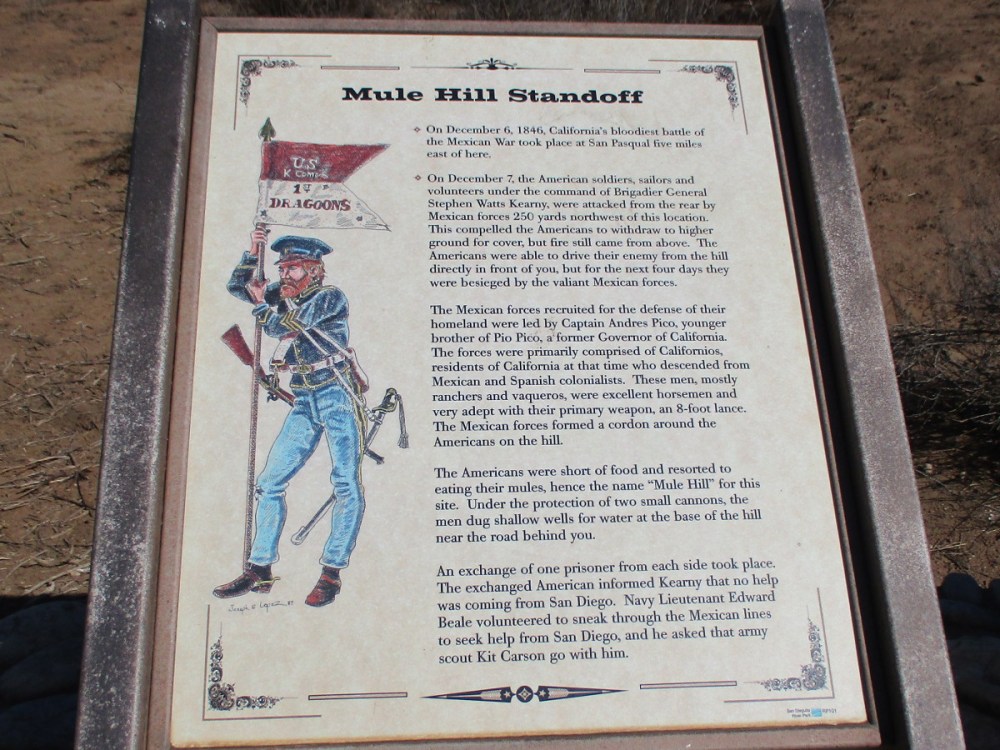 Mule Hill Standoff
On December 6, 1846, California's bloodiest battle of
the Mexican War took place at San Pasqual five miles
east of here.
On December 7, the American soldiers, sailors and
volunteers under the command of Brigadier General
Stephen Watts Kearny, were attacked from the rear by
Mexican forces 250 yards northwest of this location.
This compelled the Americans to withdraw to higher
ground for cover, but fire still came from above. The
Americans were able to drive their enemy from the hill
directly in front of you, but for the next four days they
were besieged by the valiant Mexican forces.
The Mexican forces recruited for the defense of their
homeland were led by Captain Andres Pico, younger
brother of Pio Pico, a former Governor of California.
The forces were primarily comprised of Californios,
residents of California at that time who descended from
Mexican and Spanish colonialists. These men, mostly
ranchers and vaqueros, were excellent horsemen and
very adept with their primary weapon, an 8-foot lance.
The Mexican forces formed a cordon around the
Americans on the hill.
The Americans were short of food and resorted to
eating their mules, hence the name “Mule Hill” for this
site. Under the protection of two small cannons, the
men dug shallow wells for water at the base of the hill
near the road behind you.
An exchange of one prisoner from each side took place.
The exchanged American informed Kearny that no help
was coming from San Diego. Navy Lieutenant Edward
Beale volunteered to sneak through the Mexican lines
to seek help from San Diego, and he asked that army
scout Kit Carson go with him.
U.S
K
1
DRAGOONS
Joseph
San Dieguito
River Park